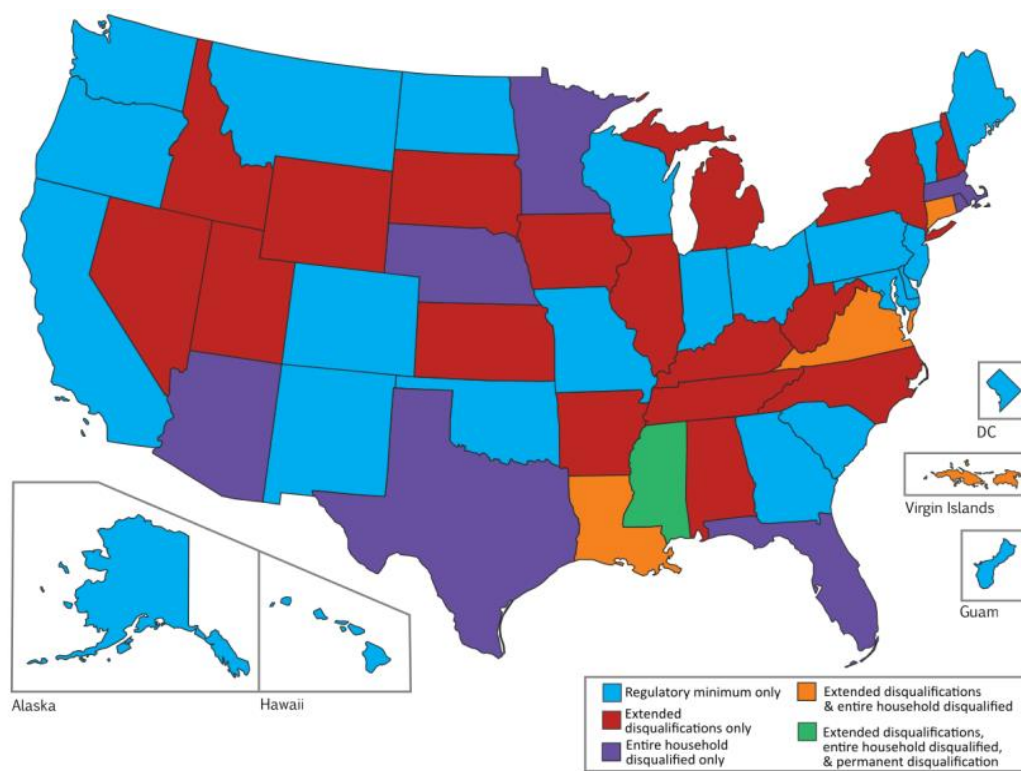 DC
Virgin Islands
Guam
Alaska
Hawaii
Regulatory minimum only
Extended
disqualifications only
Entire household
disqualified only
Extended disqualifications
& entire household disqualified
Extended disqualifications,
entire household disqualified,
& permanent disqualification